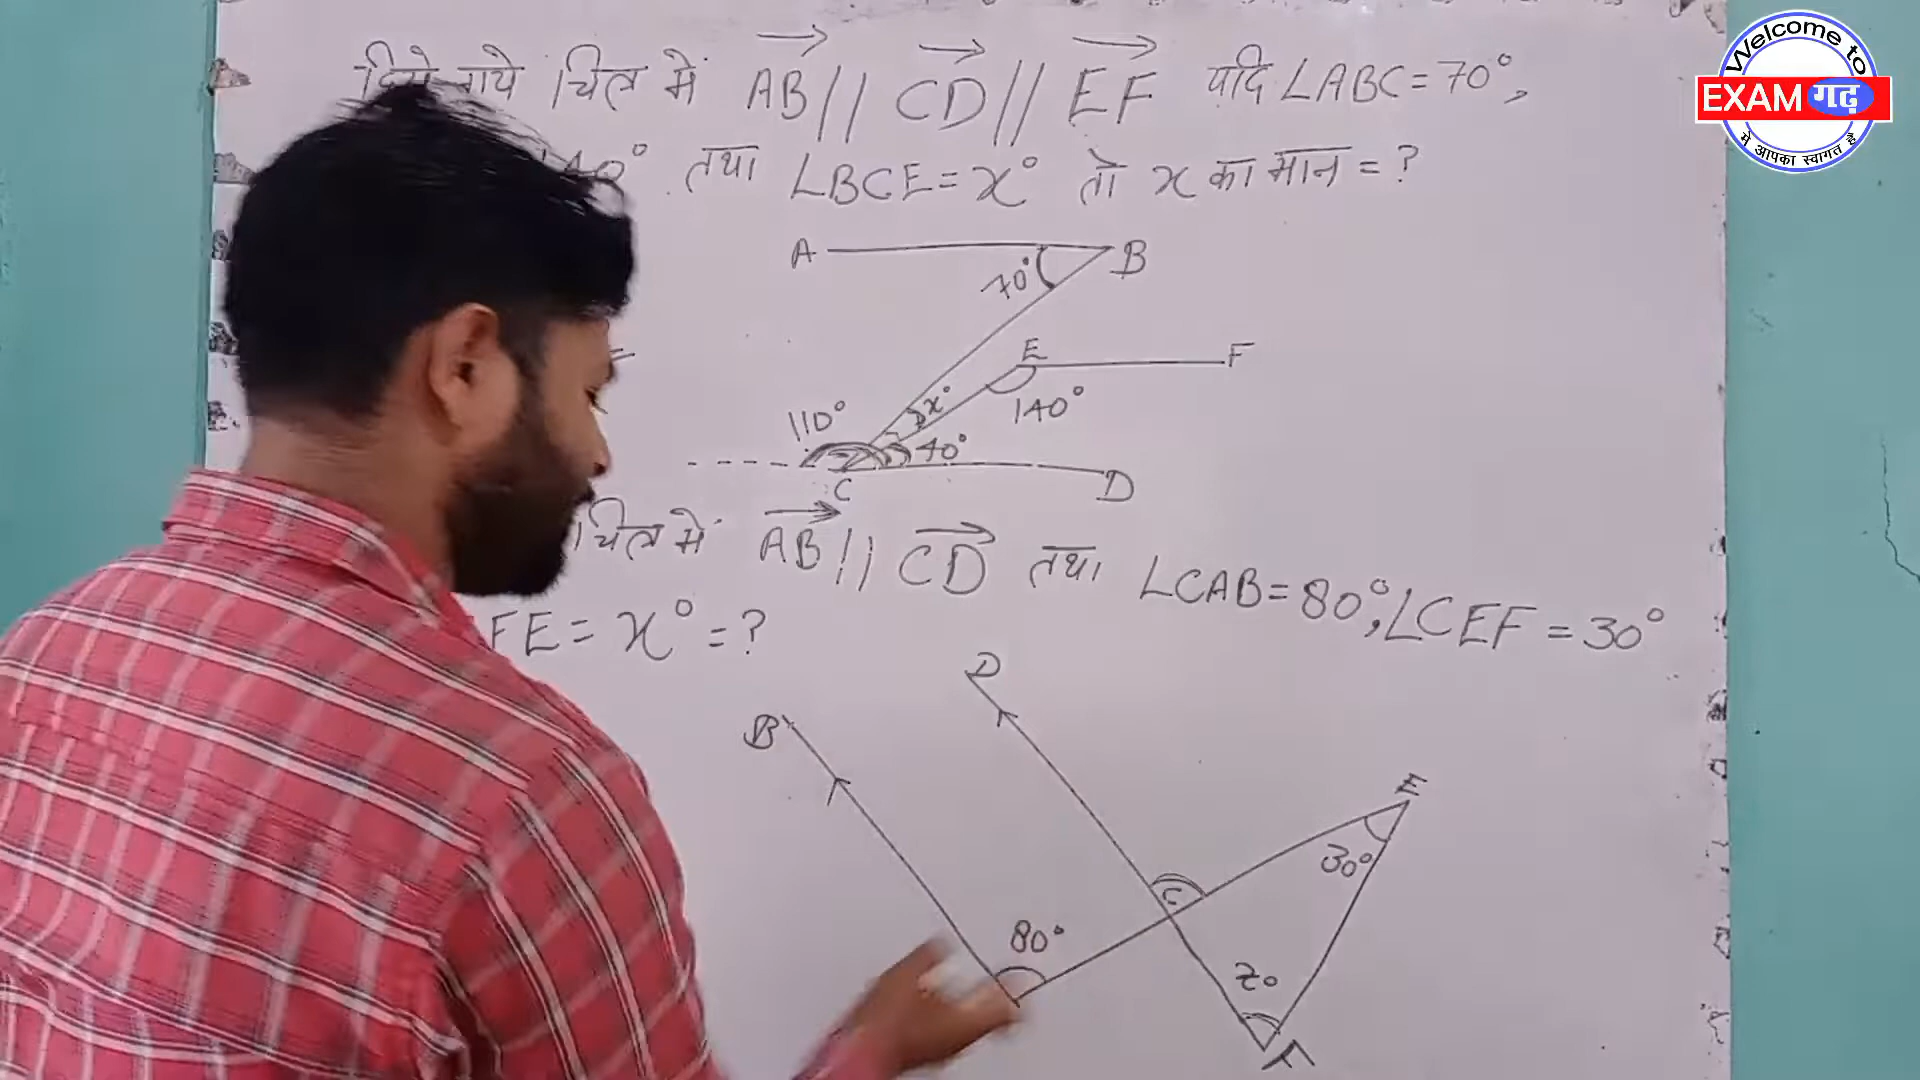 चित्र में AB // CD // EF यदि ∠ABC = 70°,
140° तथा ∠BCE = x° तो x का मान = ?
A
B
70°
E
F
x°
140°
110°
40°
C
D
चित्र में AB // CD तथा ∠CAB = 80°, ∠CEF = 30°
FE = x° = ?
D
B
E
30°
C
80°
x°
F
Welcome to
EXAM गढ़
में आपका स्वागत है